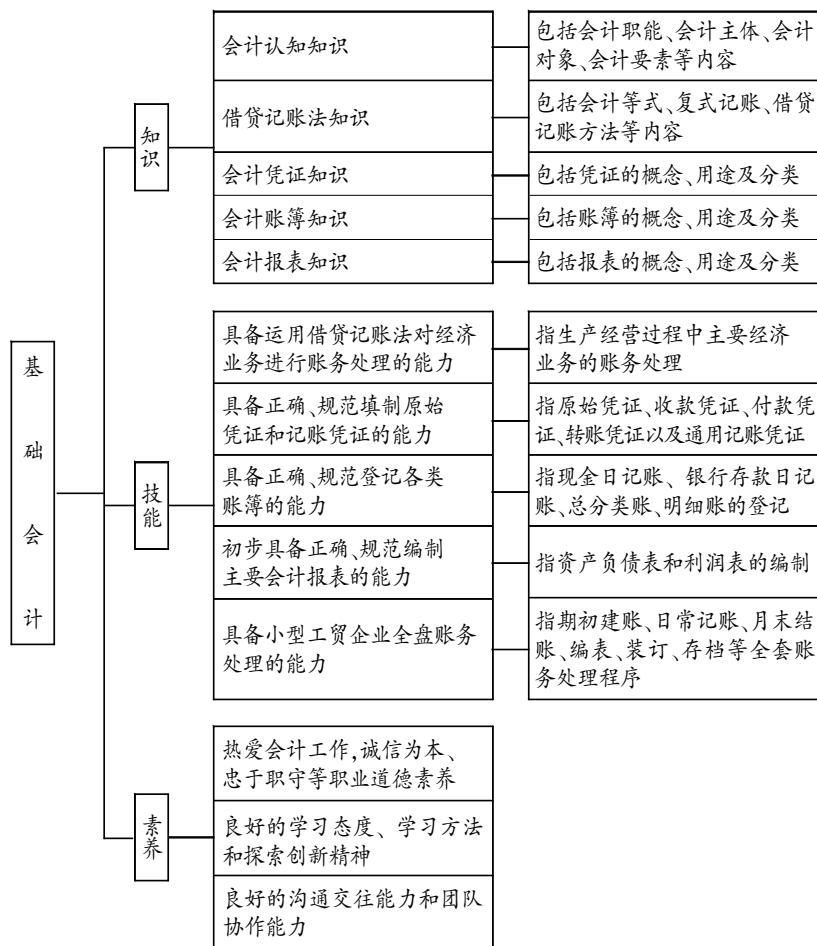 基础会计
知识
会计认知知识
包括会计职能、会计主体、会计
对象、会计要素等内容
借贷记账法知识
包括会计等式、复式记账、借贷
记账方法等内容
会计凭证知识
包括凭证的概念、用途及分类
会计账簿知识
包括账簿的概念、用途及分类
会计报表知识
包括报表的概念、用途及分类
技能
具备运用借贷记账法对经济
业务进行账务处理的能力
指生产经营过程中主要经济
业务的账务处理
具备正确、规范填制原始
凭证和记账凭证的能力
指原始凭证、收款凭证、付款凭
证、转账凭证以及通用记账凭证
具备正确、规范登记各类
账簿的能力
指现金日记账、银行存款日记
账、总分类账、明细账的登记
初步具备正确、规范编制
主要会计报表的能力
指资产负债表和利润表的编制
具备小型工贸企业全盘账务
处理的能力
指期初建账、日常记账、月末结
账、编表、装订、存档等全套账
务处理程序
素养
热爱会计工作,诚信为本、
忠于职守等职业道德素养
良好的学习态度、学习方法
和探索创新精神
良好的沟通交往能力和团队
协作能力